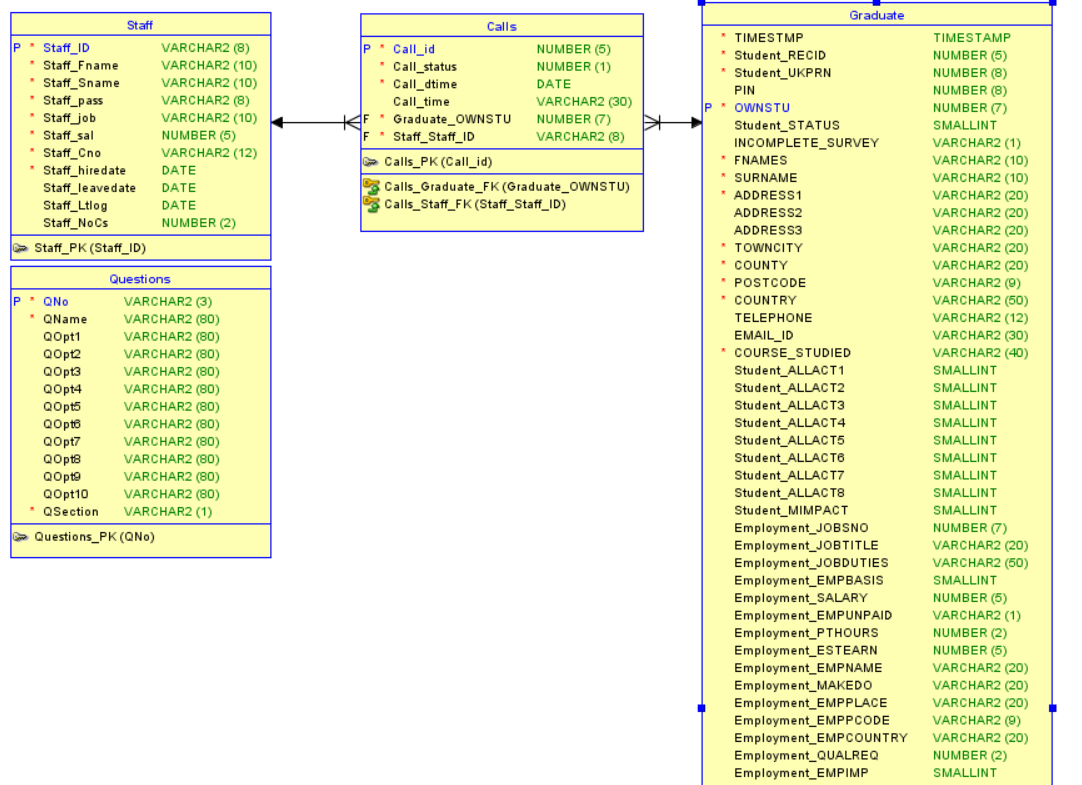 Staff
P * Staff_ID VARCHAR2 (8)
* Staff_Fname VARCHAR2 (10)
* Staff_Sname VARCHAR2 (10)
* Staff_pass VARCHAR2 (8)
* Staff_job VARCHAR2 (10)
* Staff_sal NUMBER (5)
* Staff_Cno VARCHAR2 (12)
* Staff_hiredate DATE
Staff_leavedate DATE
Staff_Ltlog DATE
Staff_NoCs NUMBER (2)
Staff_PK (Staff_ID)
Questions
P * QNo VARCHAR2 (3)
* QName VARCHAR2 (80)
QOpt1 VARCHAR2 (80)
QOpt2 VARCHAR2 (80)
QOpt3 VARCHAR2 (80)
QOpt4 VARCHAR2 (80)
QOpt5 VARCHAR2 (80)
QOpt6 VARCHAR2 (80)
QOpt7 VARCHAR2 (80)
QOpt8 VARCHAR2 (80)
QOpt9 VARCHAR2 (80)
QOpt10 VARCHAR2 (80)
* QSection VARCHAR2 (1)
Questions_PK (QNo)
Calls
P * Call_id NUMBER (5)
* Call_status NUMBER (1)
* Call_dtime DATE
Call_time VARCHAR2 (30)
F * Graduate_OWNSTU NUMBER (7)
F * Staff_Staff_ID VARCHAR2 (8)
Calls_PK (Call_id)
Calls_Graduate_FK (Graduate_OWNSTU)
Calls_Staff_FK (Staff_Staff_ID)
Graduate
* TIMESTMP TIMESTAMP
* Student_RECID NUMBER (5)
* Student_UKPRN NUMBER (8)
PIN NUMBER (8)
P * OWNSTU NUMBER (7)
Student_STATUS SMALLINT
INCOMPLETE_SURVEY VARCHAR2 (1)
* FNAMES VARCHAR2 (10)
* SURNAME VARCHAR2 (10)
* ADDRESS1 VARCHAR2 (20)
ADDRESS2 VARCHAR2 (20)
ADDRESS3 VARCHAR2 (20)
* TOWNCITY VARCHAR2 (20)
* COUNTY VARCHAR2 (20)
* POSTCODE VARCHAR2 (9)
* COUNTRY VARCHAR2 (50)
TELEPHONE VARCHAR2 (12)
EMAIL_ID VARCHAR2 (30)
* COURSE_STUDIED VARCHAR2 (40)
Student_ALLACT1 SMALLINT
Student_ALLACT2 SMALLINT
Student_ALLACT3 SMALLINT
Student_ALLACT4 SMALLINT
Student_ALLACT5 SMALLINT
Student_ALLACT6 SMALLINT
Student_ALLACT7 SMALLINT
Student_ALLACT8 SMALLINT
Student_MIMPACT SMALLINT
Employment_JOBSNO NUMBER (7)
Employment_JOBTITLE VARCHAR2 (20)
Employment_JOBDUTIES VARCHAR2 (50)
Employment_EMPBASIS SMALLINT
Employment_SALARY NUMBER (5)
Employment_EMPUNPAID VARCHAR2 (1)
Employment_PTHOURS NUMBER (2)
Employment_ESTEARN NUMBER (5)
Employment_EMPNAME VARCHAR2 (20)
Employment_MAKEDO VARCHAR2 (20)
Employment_EMPPLACE VARCHAR2 (20)
Employment_EMPPCODE VARCHAR2 (9)
Employment_EMPCOUNTRY VARCHAR2 (20)
Employment_QUALREQ NUMBER (2)
Employment_EMPIMP SMALLINT